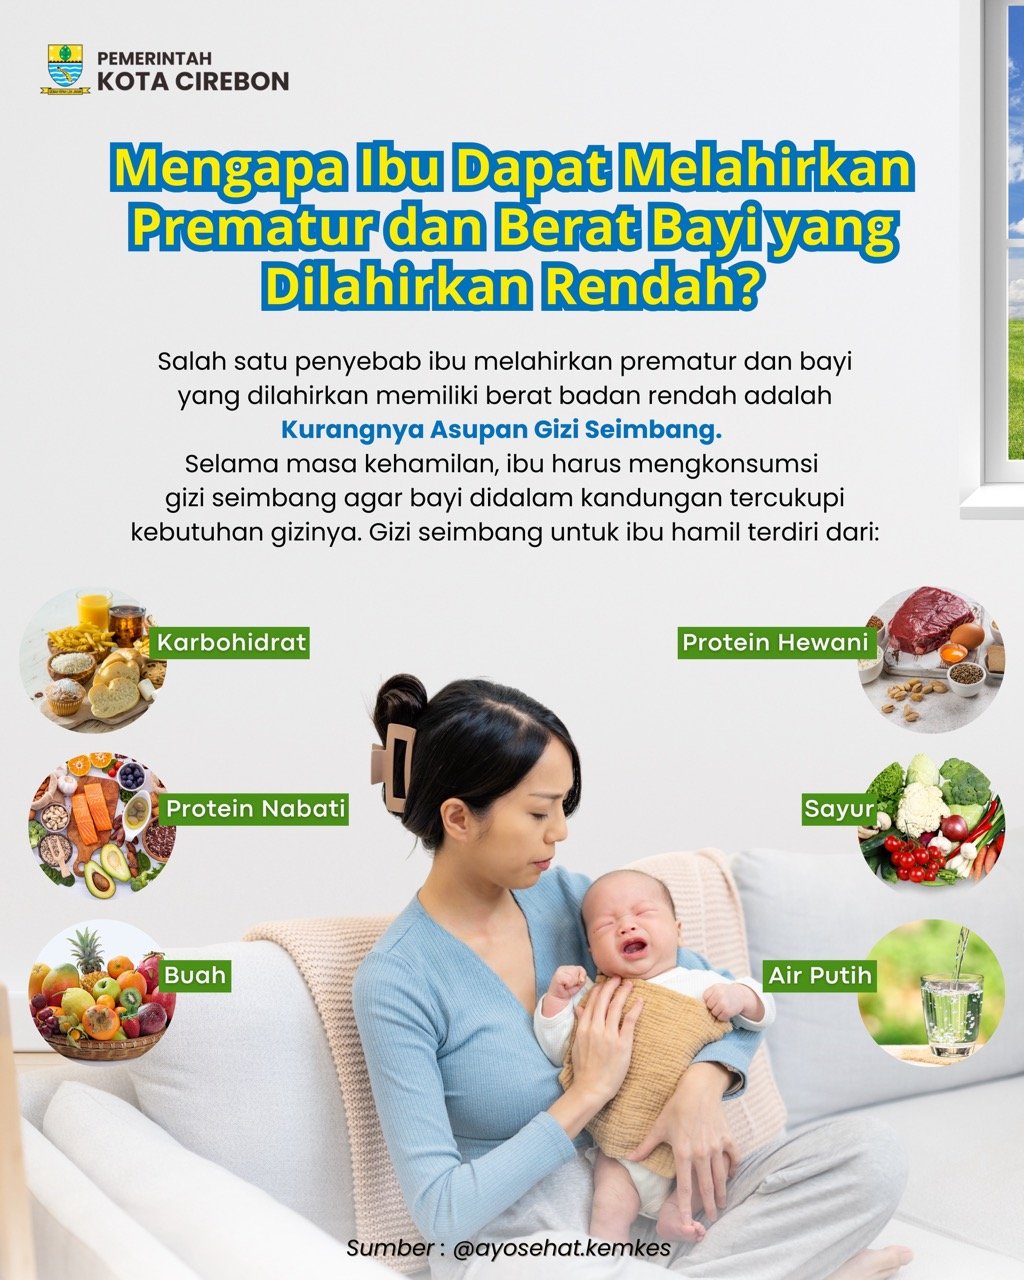 PEMERINTAH
KOTA CIREBON
Mengapa Ibu Dapat Melahirkan
Prematur dan Berat Bayi yang
Dilahirkan Rendah?
Salah satu penyebab ibu melahirkan prematur dan bayi
yang dilahirkan memiliki berat badan rendah adalah
Kurangnya Asupan Gizi Seimbang.
Selama masa kehamilan, ibu harus mengkonsumsi
gizi seimbang agar bayi didalam kandungan tercukupi
kebutuhan gizinya. Gizi seimbang untuk ibu hamil terdiri dari:
Karbohidrat
Protein Hewani
Protein Nabati
Sayur
Buah
Air Putih
Sumber : @ayosehat.kemkes